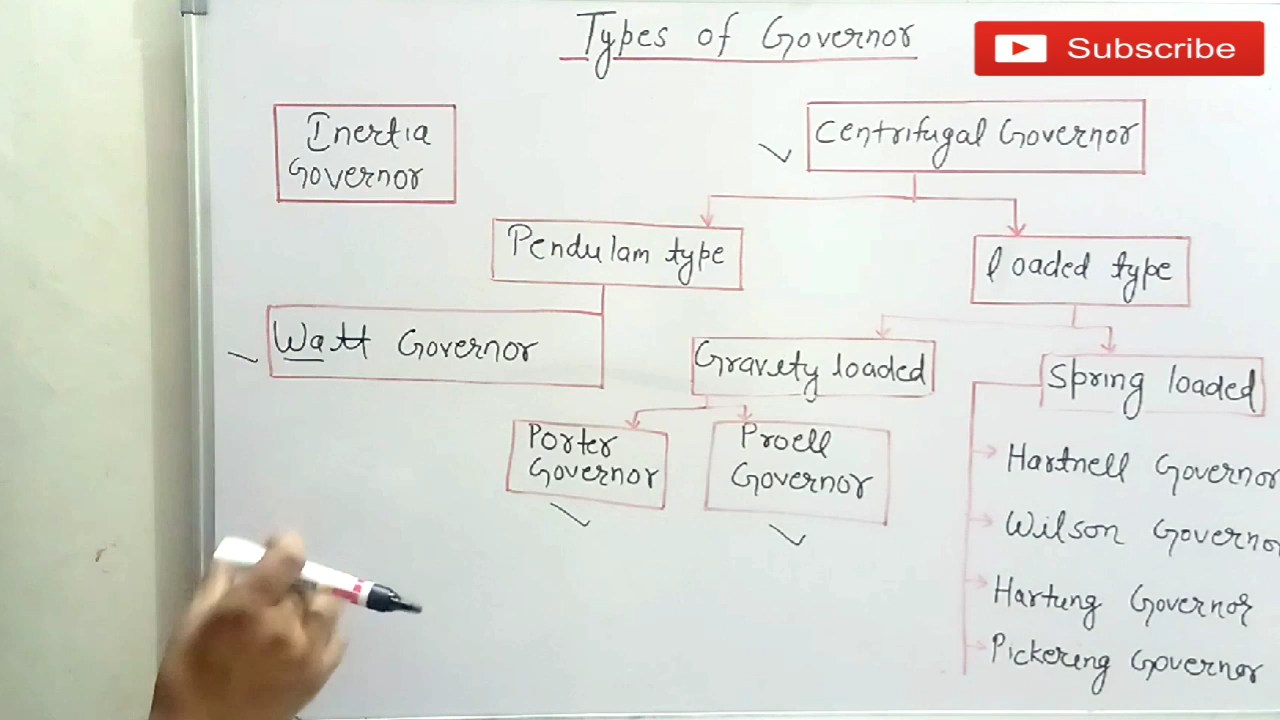 Types of Governor
Subscribe
Inertia
Governor
Centrifugal Governor
Pendulam type
loaded type
Watt Governor
Gravety loaded
Spring loaded
Porter
Governor
Proell
Governor
Hartnell Governor
Wilson Governor
Hartung Governor
Pickering Governor